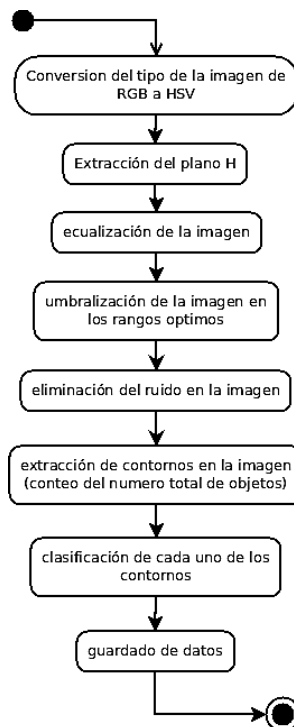 Conversion del tipo de la imagen de
RGB a HSV
Extracción del plano H
ecualización de la imagen
umbralización de la imagen en
los rangos optimos
eliminación del ruido en la imagen
extracción de contornos en la imagen
(conteo del numero total de objetos)
clasificación de cada uno de los
contornos
guardado de datos